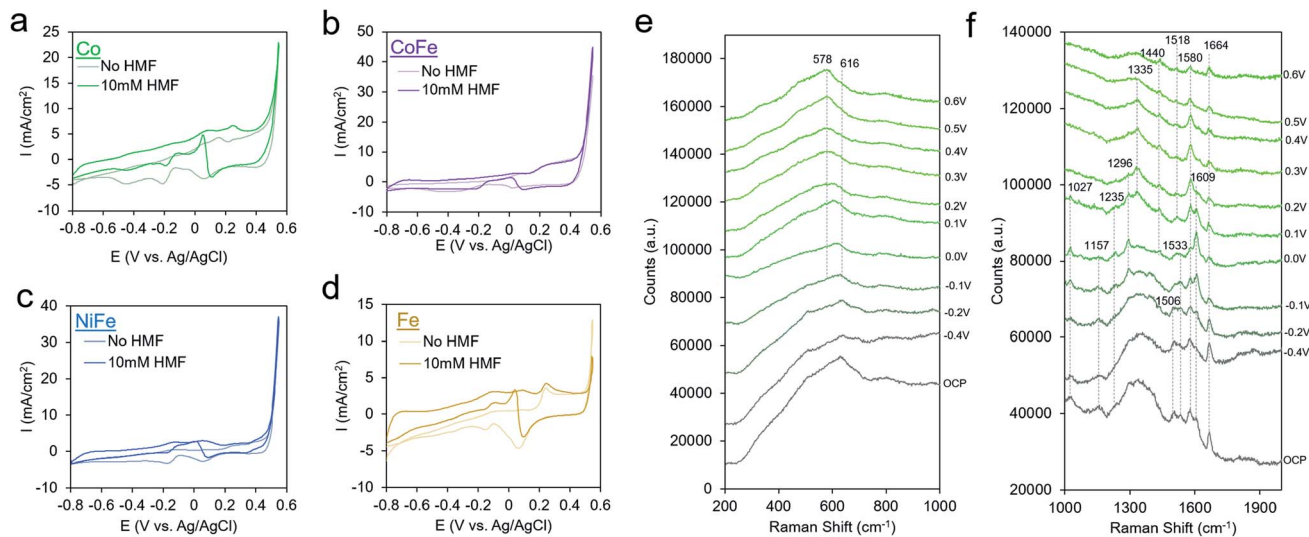 a
Co
No HMF
10mM HMF
25
20
15
10
5
0
-5
-10
-0.8 -0.6 -0.4 -0.2 0 0.2 0.4 0.6
I (mA/cm²)
E (V vs. Ag/AgCl)
b
CoFe
No HMF
10mM HMF
60
50
40
30
20
10
0
-10
-0.8 -0.6 -0.4 -0.2 0 0.2 0.4 0.6
I (mA/cm²)
E (V vs. Ag/AgCl)
c
NiFe
No HMF
10mM HMF
40
30
20
10
0
-10
-0.8 -0.6 -0.4 -0.2 0 0.2 0.4 0.6
I (mA/cm²)
E (V vs. Ag/AgCl)
d
Fe
No HMF
10mM HMF
15
10
5
0
-5
-10
-0.8 -0.6 -0.4 -0.2 0 0.2 0.4 0.6
I (mA/cm²)
E (V vs. Ag/AgCl)
e
180000
160000
140000
120000
100000
80000
60000
40000
20000
0
200 400 600 800 1000
Counts (a.u.)
Raman Shift (cm⁻¹)
578 616
0.6V
0.5V
0.4V
0.3V
0.2V
0.1V
0.0V
-0.1V
-0.2V
-0.4V
OCP
f
140000
120000
100000
80000
60000
40000
20000
1000 1300 1600 1900
Counts (a.u.)
Raman Shift (cm⁻¹)
1518
1440 1580 1664
1335
1296
1027 1235 1609
1157 1533
1506
0.6V
0.5V
0.4V
0.3V
0.2V
0.1V
0.0V
-0.1V
-0.2V
-0.4V
OCP